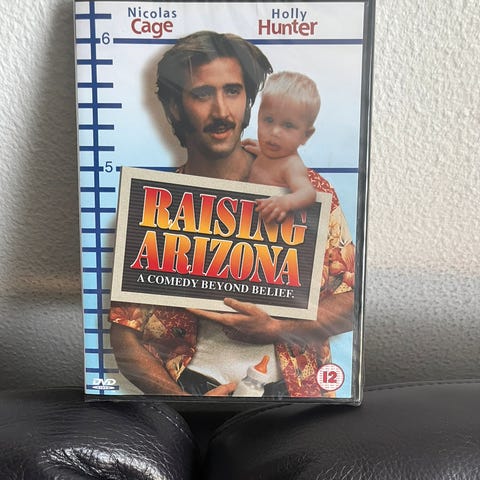 Nicolas Holly
Cage Hunter
6
5
RAISING
ARIZONA
A COMEDY BEYOND BELIEF.
DVD
12